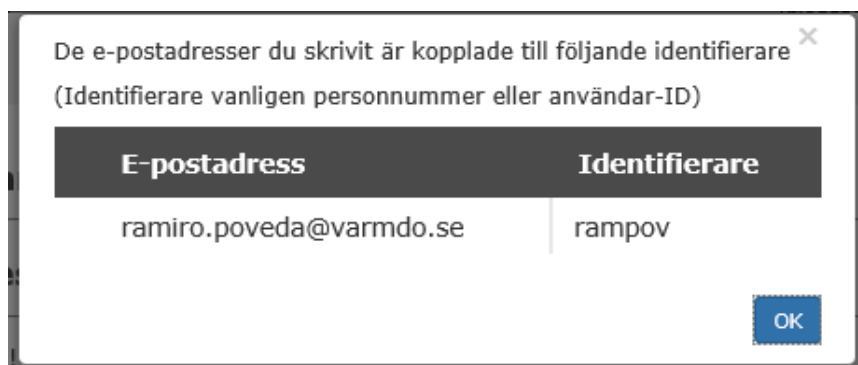 De e-postadresser du skrivit är kopplade till följande identifierare ×
(Identifierare vanligen personnummer eller användar-ID)
E-postadress Identifierare
ramiro.poveda@varmdo.se rampov
OK